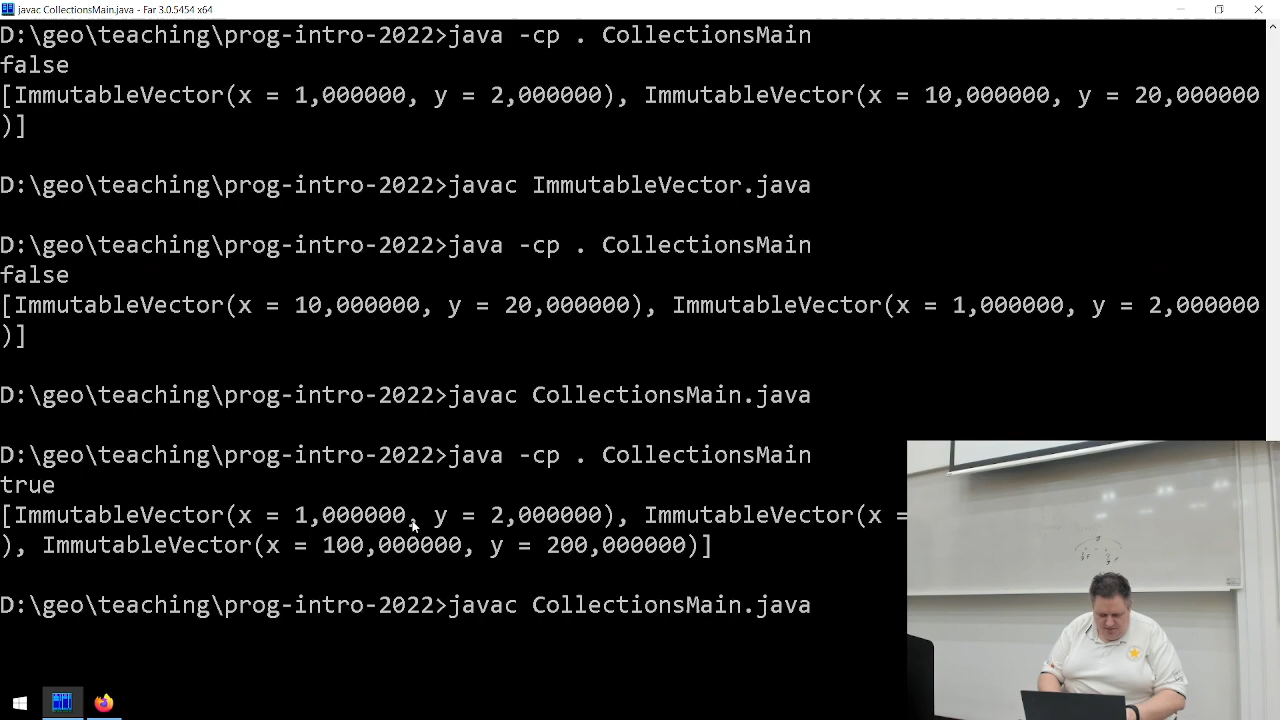 javac CollectionsMain.java - Far 3.0.5454 x64
D:\geo\teaching\prog-intro-2022>java -cp . CollectionsMain
false
[ImmutableVector(x = 1,000000, y = 2,000000), ImmutableVector(x = 10,000000, y = 20,000000
)]
D:\geo\teaching\prog-intro-2022>javac ImmutableVector.java
D:\geo\teaching\prog-intro-2022>java -cp . CollectionsMain
false
[ImmutableVector(x = 10,000000, y = 20,000000), ImmutableVector(x = 1,000000, y = 2,000000
)]
D:\geo\teaching\prog-intro-2022>javac CollectionsMain.java
D:\geo\teaching\prog-intro-2022>java -cp . CollectionsMain
true
[ImmutableVector(x = 1,000000, y = 2,000000), ImmutableVector(x =
), ImmutableVector(x = 100,000000, y = 200,000000)]
D:\geo\teaching\prog-intro-2022>javac CollectionsMain.java